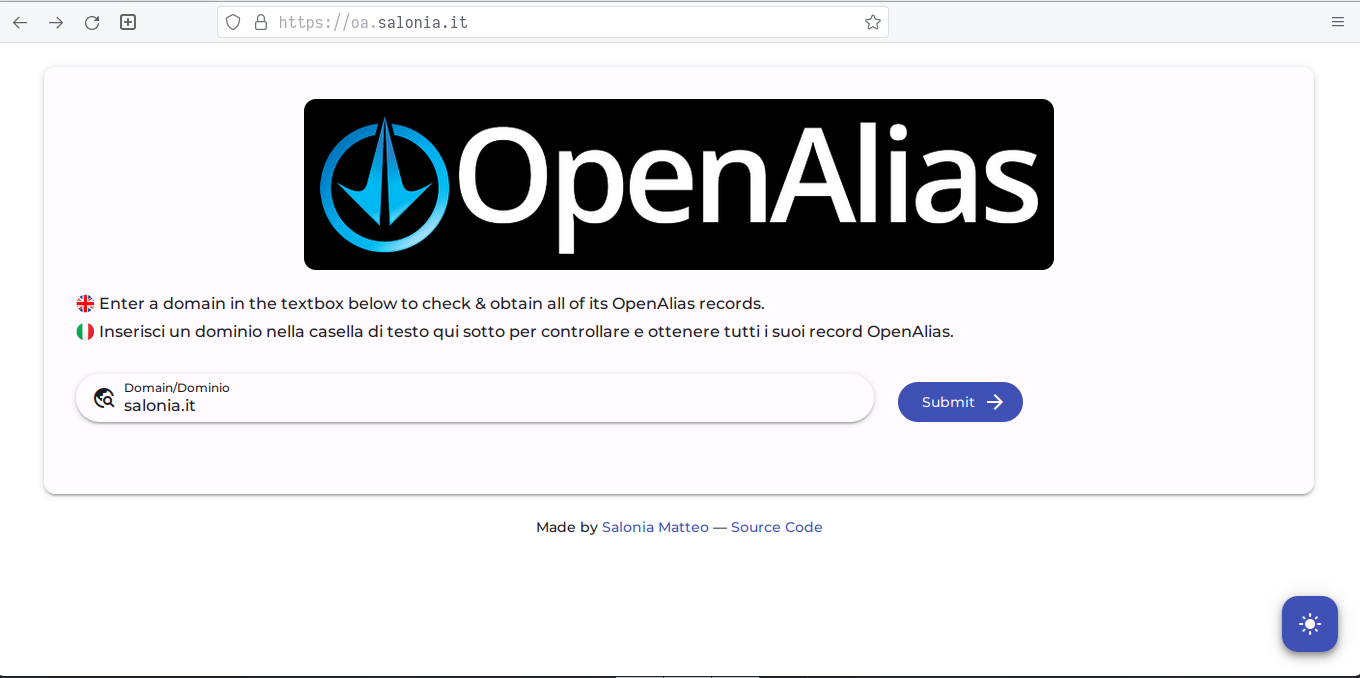 https://oa.salonia.it
OpenAlias
Enter a domain in the textbox below to check & obtain all of its OpenAlias records.
Inserisci un dominio nella casella di testo qui sotto per controllare e ottenere tutti i suoi record OpenAlias.
Domain/Dominio
salonia.it
Submit
Made by Salonia Matteo — Source Code